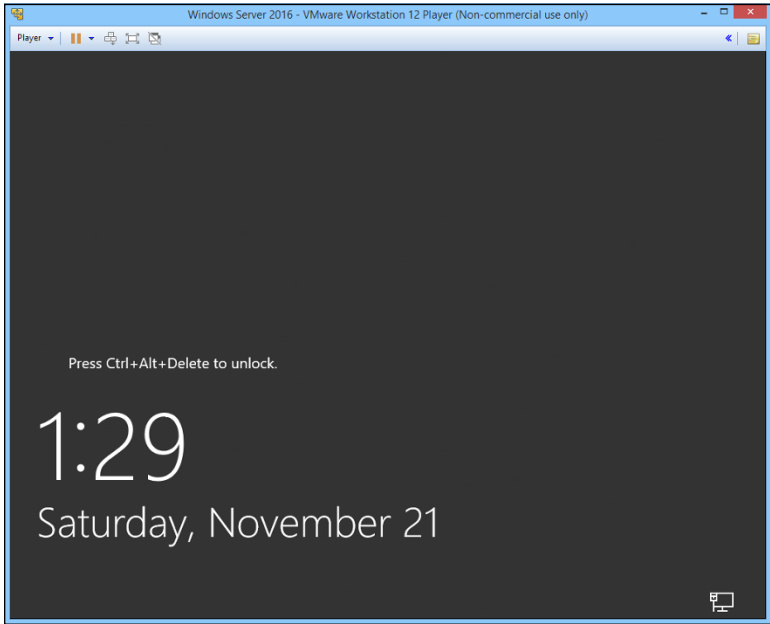 Windows Server 2016 - VMware Workstation 12 Player (Non-commercial use only)
Player
Press Ctrl+Alt+Delete to unlock.
1:29
Saturday, November 21